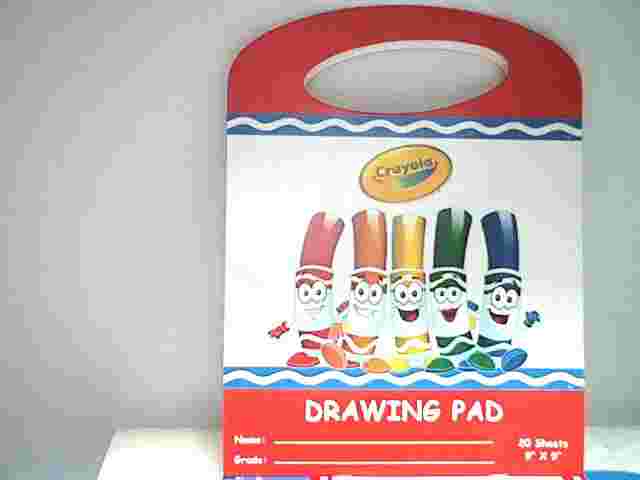 Crayola
DRAWING PAD
Name:
Grade:
20 Sheets
9" X 9"